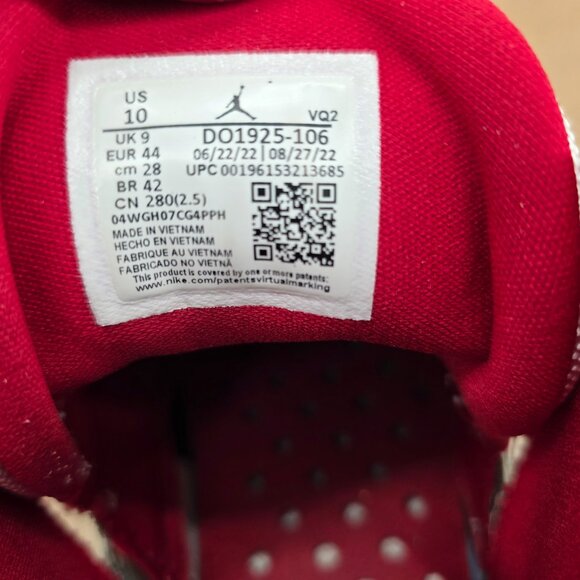 US
10
VQ2
UK 9
DO1925-106
EUR 44
06/22/22 | 08/27/22
cm 28
UPC 00196153213685
BR 42
CN 280(2.5)
04WGH07CG4PPH
MADE IN VIETNAM
HECHO EN VIETNAM
FABRIQUE AU VIETNAM
FABRICADO NO VIETNÃ
This product is covered by one or more patents:
www.nike.com/patentsvirtualmarking